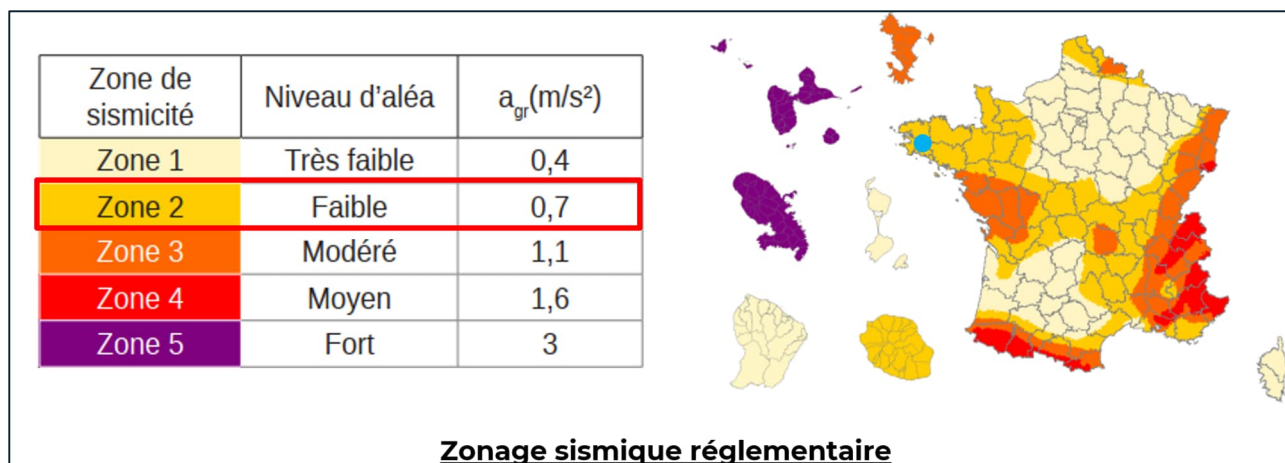 Zone de sismicité Niveau d'aléa a_gr(m/s²)
Zone 1 Très faible 0,4
Zone 2 Faible 0,7
Zone 3 Modéré 1,1
Zone 4 Moyen 1,6
Zone 5 Fort 3
Zonage sismique réglementaire